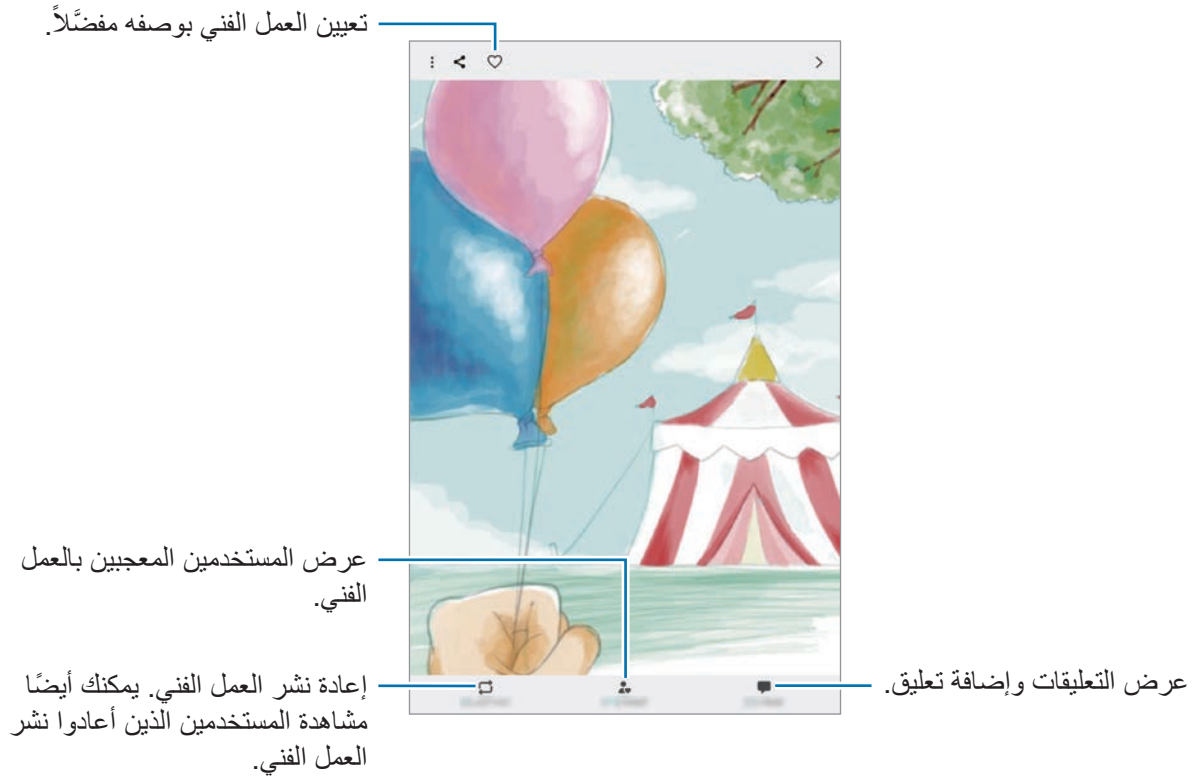 تعيين العمل الفني بوصفه مفضَّلاً.
عرض المستخدمين المعجبين بالعمل
الفني.
إعادة نشر العمل الفني. يمكنك أيضًا
مشاهدة المستخدمين الذين أعادوا نشر
العمل الفني.
عرض التعليقات وإضافة تعليق.